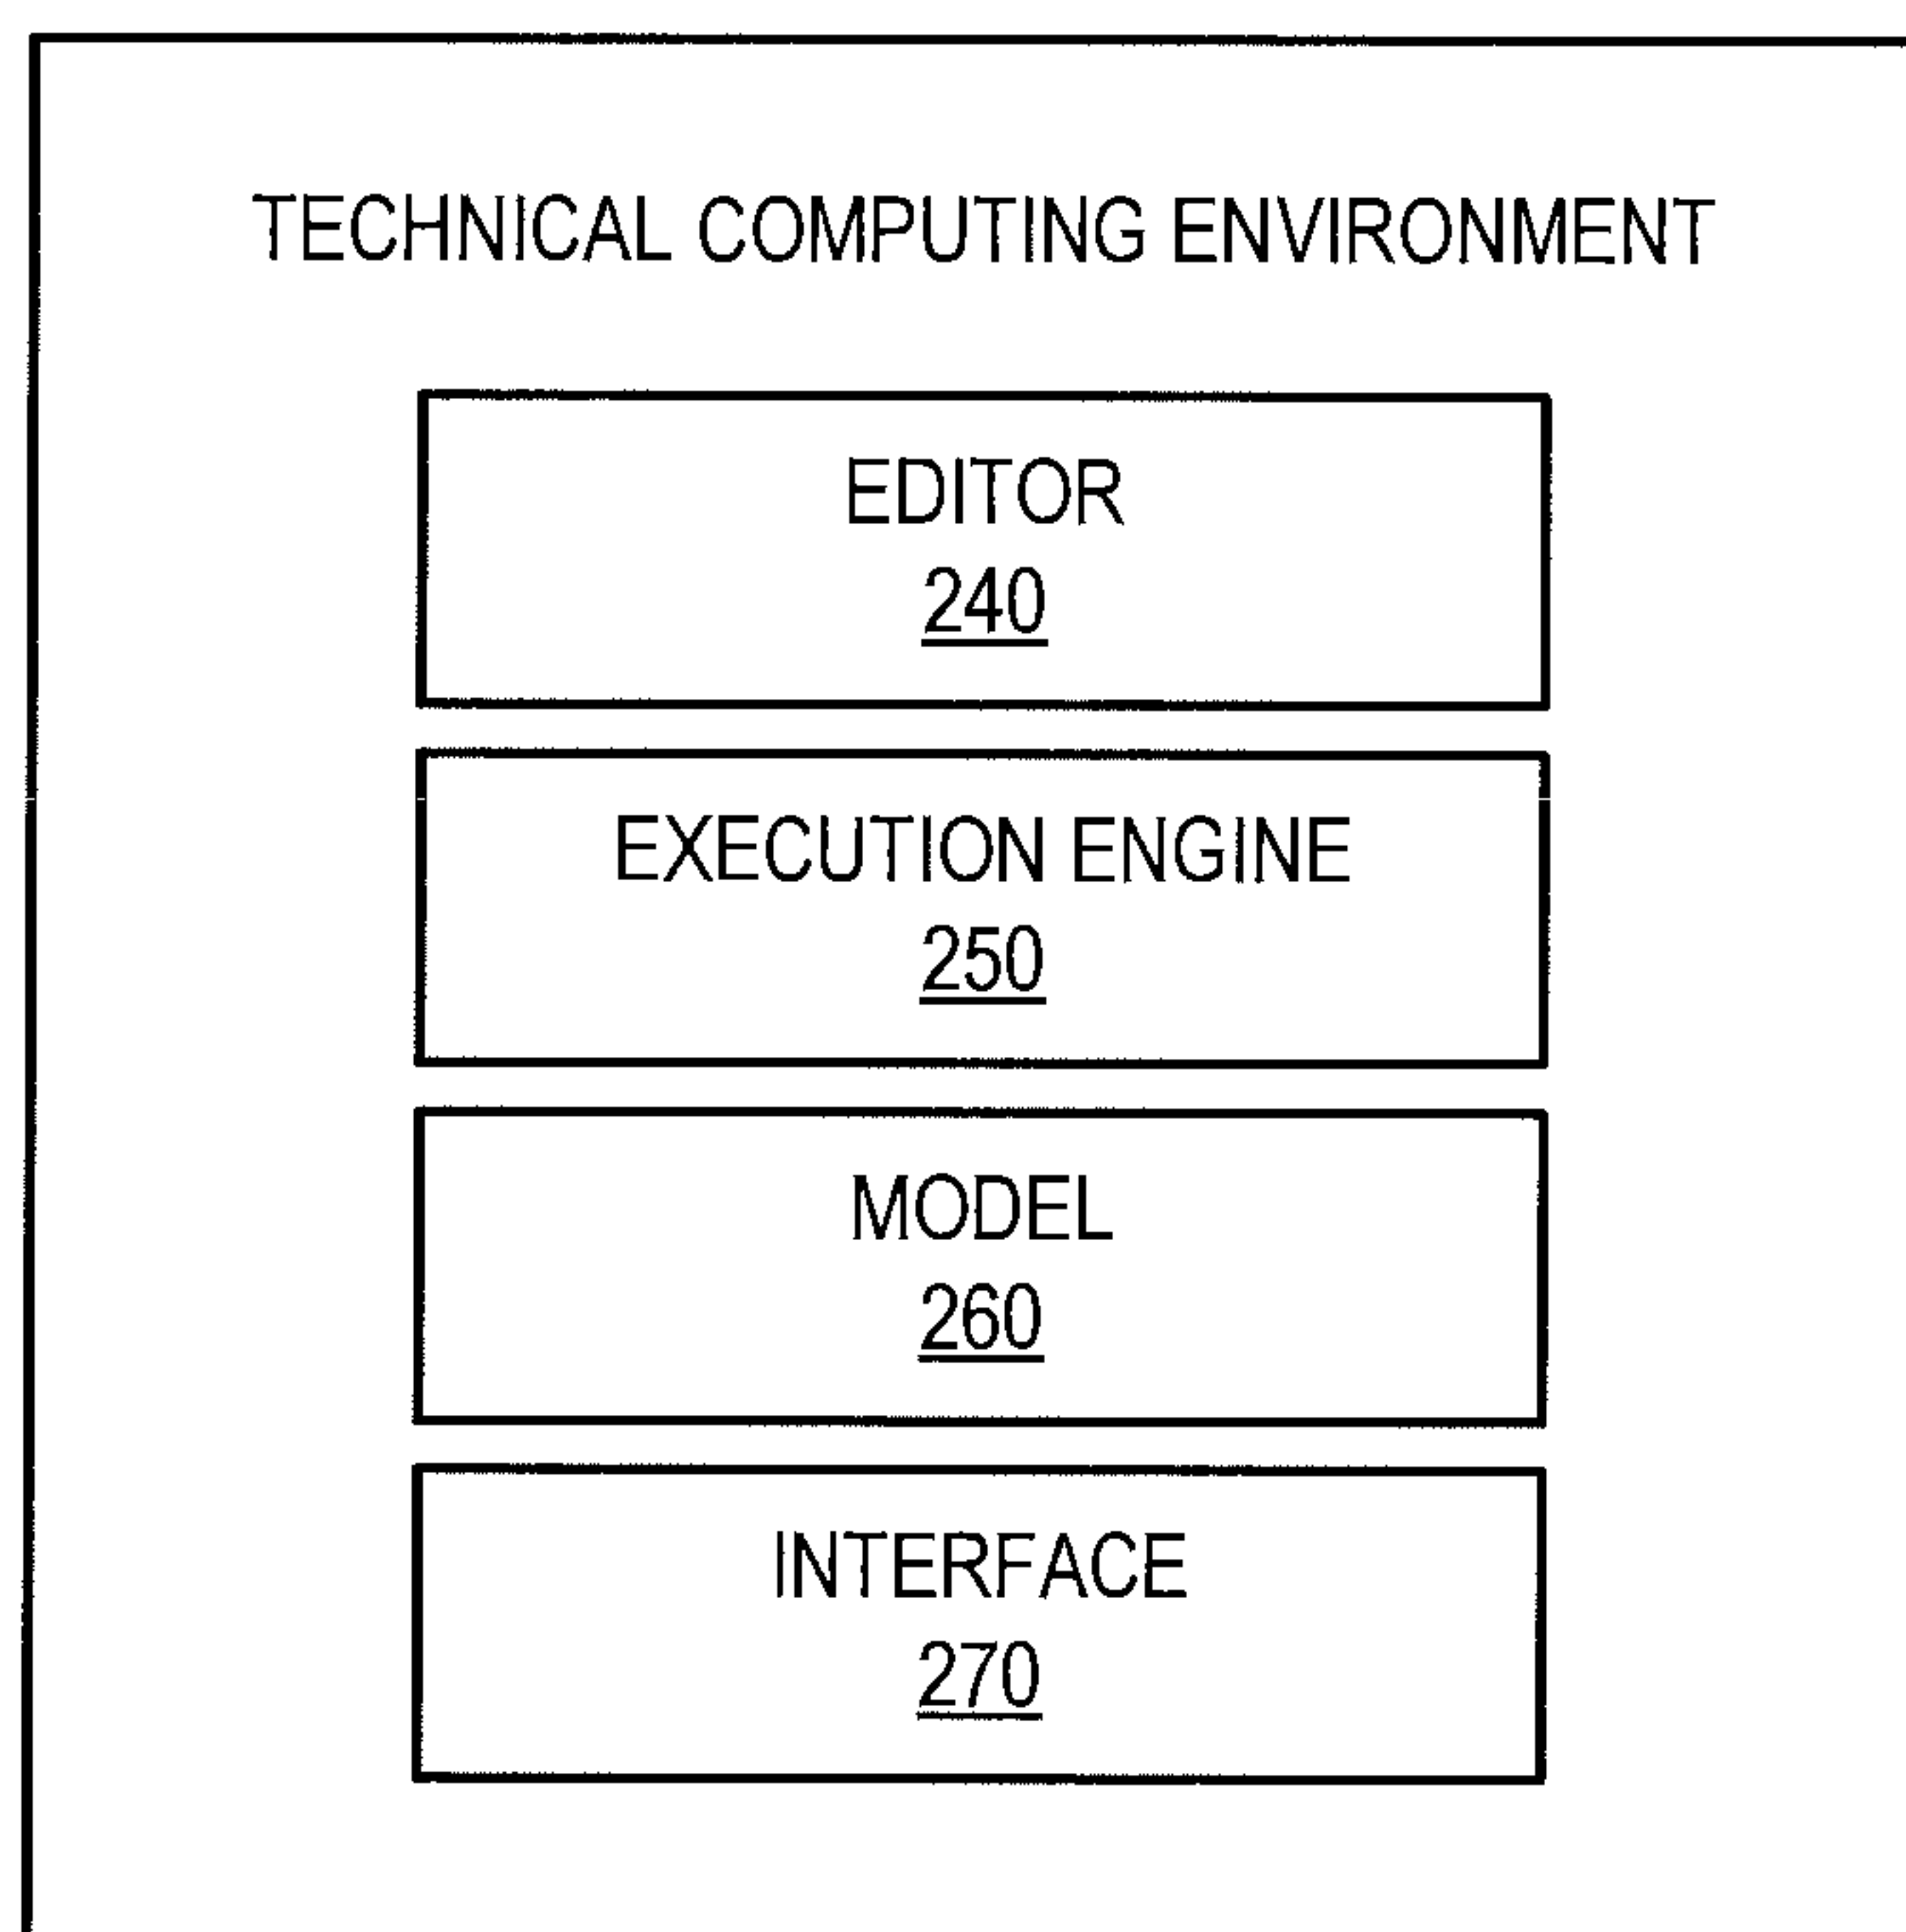 TECHNICAL COMPUTING ENVIRONMENT
EDITOR
240
EXECUTION ENGINE
250
MODEL
260
INTERFACE
270